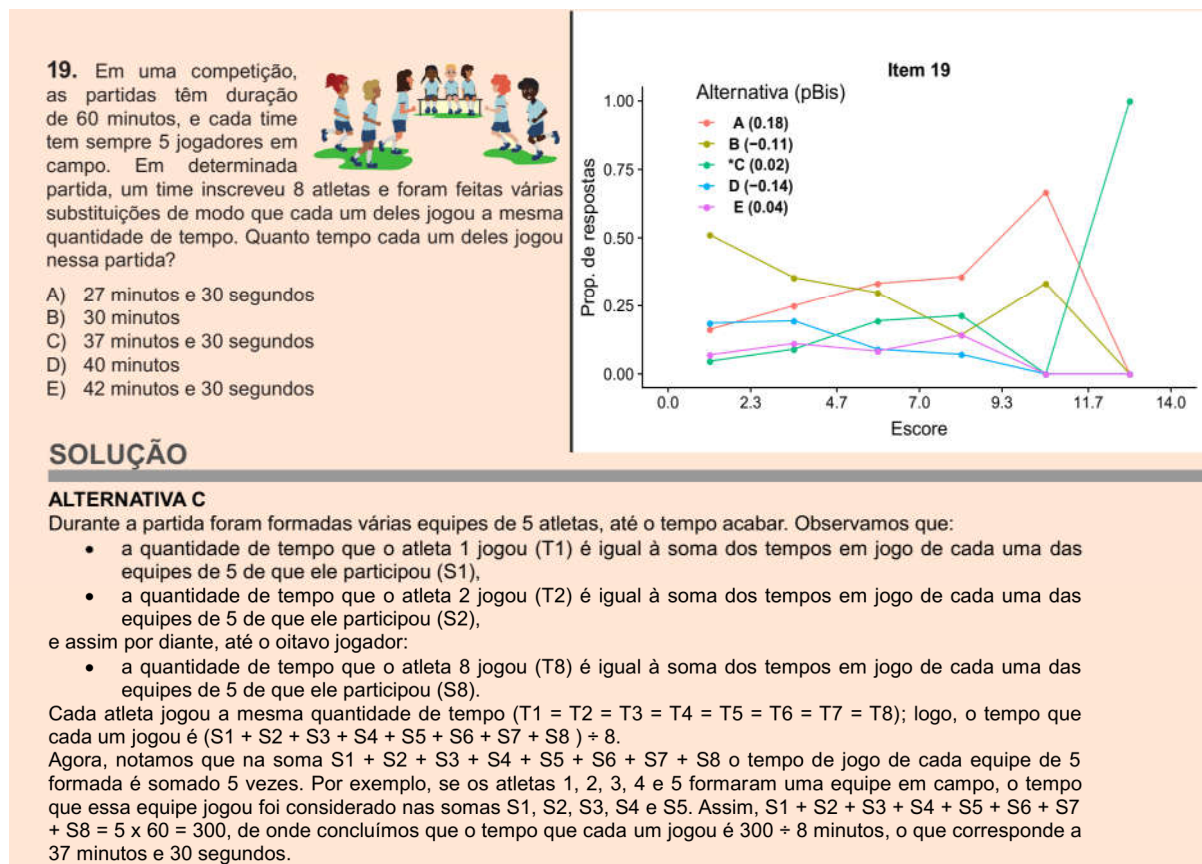 19. Em uma competição,
as partidas têm duração
de 60 minutos, e cada time
tem sempre 5 jogadores em
campo. Em determinada
partida, um time inscreveu 8 atletas e foram feitas várias
substituições de modo que cada um deles jogou a mesma
quantidade de tempo. Quanto tempo cada um deles jogou
nessa partida?
A) 27 minutos e 30 segundos
B) 30 minutos
C) 37 minutos e 30 segundos
D) 40 minutos
E) 42 minutos e 30 segundos
Item 19
Alternativa (pBis)
A (0.18)
B (−0.11)
*C (0.02)
D (−0.14)
E (0.04)
Prop. de respostas
1.00
0.75
0.50
0.25
0.00
0.0 2.3 4.7 7.0 9.3 11.7 14.0
Escore
SOLUÇÃO
ALTERNATIVA C
Durante a partida foram formadas várias equipes de 5 atletas, até o tempo acabar. Observamos que:
• a quantidade de tempo que o atleta 1 jogou (T1) é igual à soma dos tempos em jogo de cada uma das
equipes de 5 de que ele participou (S1),
• a quantidade de tempo que o atleta 2 jogou (T2) é igual à soma dos tempos em jogo de cada uma das
equipes de 5 de que ele participou (S2),
e assim por diante, até o oitavo jogador:
• a quantidade de tempo que o atleta 8 jogou (T8) é igual à soma dos tempos em jogo de cada uma das
equipes de 5 de que ele participou (S8).
Cada atleta jogou a mesma quantidade de tempo (T1 = T2 = T3 = T4 = T5 = T6 = T7 = T8); logo, o tempo que
cada um jogou é (S1 + S2 + S3 + S4 + S5 + S6 + S7 + S8 ) ÷ 8.
Agora, notamos que na soma S1 + S2 + S3 + S4 + S5 + S6 + S7 + S8 o tempo de jogo de cada equipe de 5
formada é somado 5 vezes. Por exemplo, se os atletas 1, 2, 3, 4 e 5 formaram uma equipe em campo, o tempo
que essa equipe jogou foi considerado nas somas S1, S2, S3, S4 e S5. Assim, S1 + S2 + S3 + S4 + S5 + S6 + S7
+ S8 = 5 x 60 = 300, de onde concluímos que o tempo que cada um jogou é 300 ÷ 8 minutos, o que corresponde a
37 minutos e 30 segundos.